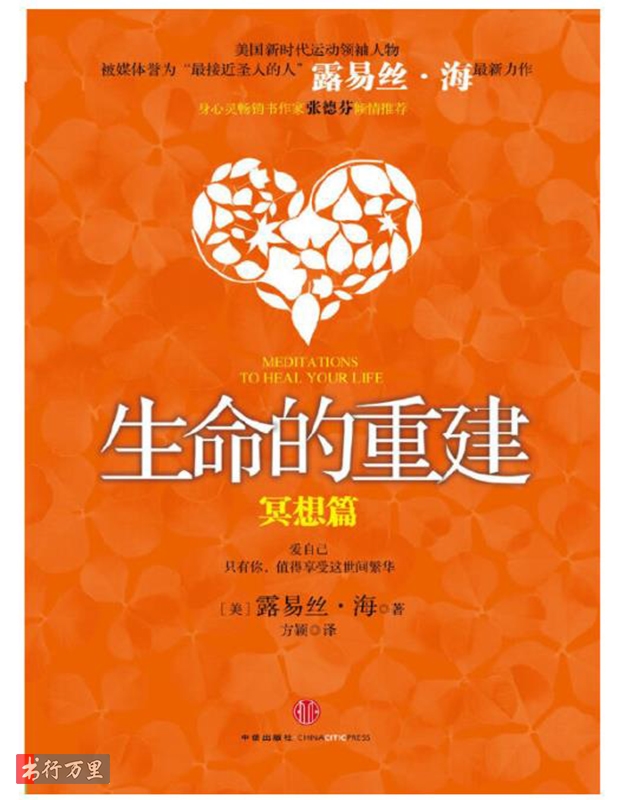 美国新时代运动领袖人物
被媒体誉为“最接近圣人的人”露易丝·海最新力作
身心灵畅销书作家张德芬倾情推荐
MEDITATIONS
TO HEAL YOUR LIFE
生命的重建
冥想篇
爱自己
只有你，值得享受这世间繁华
［美］露易丝·海◎著
方颖◎译
中信出版社·CHINACITICPRESS
书行万里